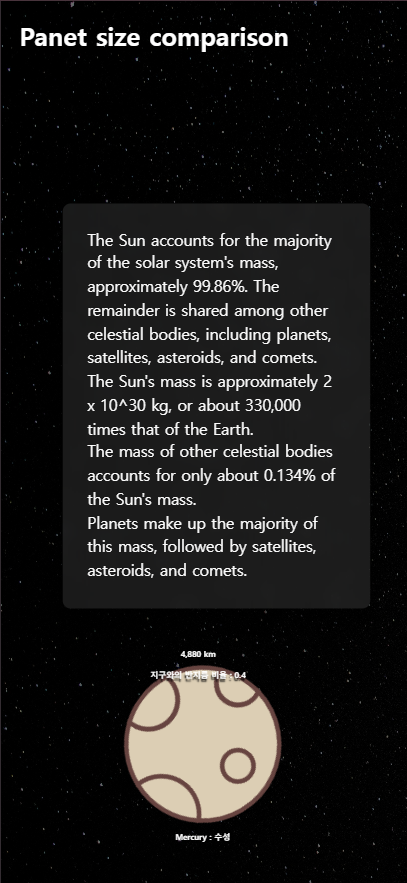 Panet size comparison
The Sun accounts for the majority
of the solar system's mass,
approximately 99.86%. The
remainder is shared among other
celestial bodies, including planets,
satellites, asteroids, and comets.
The Sun's mass is approximately 2
x 10^30 kg, or about 330,000
times that of the Earth.
The mass of other celestial bodies
accounts for only about 0.134% of
the Sun's mass.
Planets make up the majority of
this mass, followed by satellites,
asteroids, and comets.
4,880 km
지구와의 반지름 비율 : 0.4
Mercury : 수성